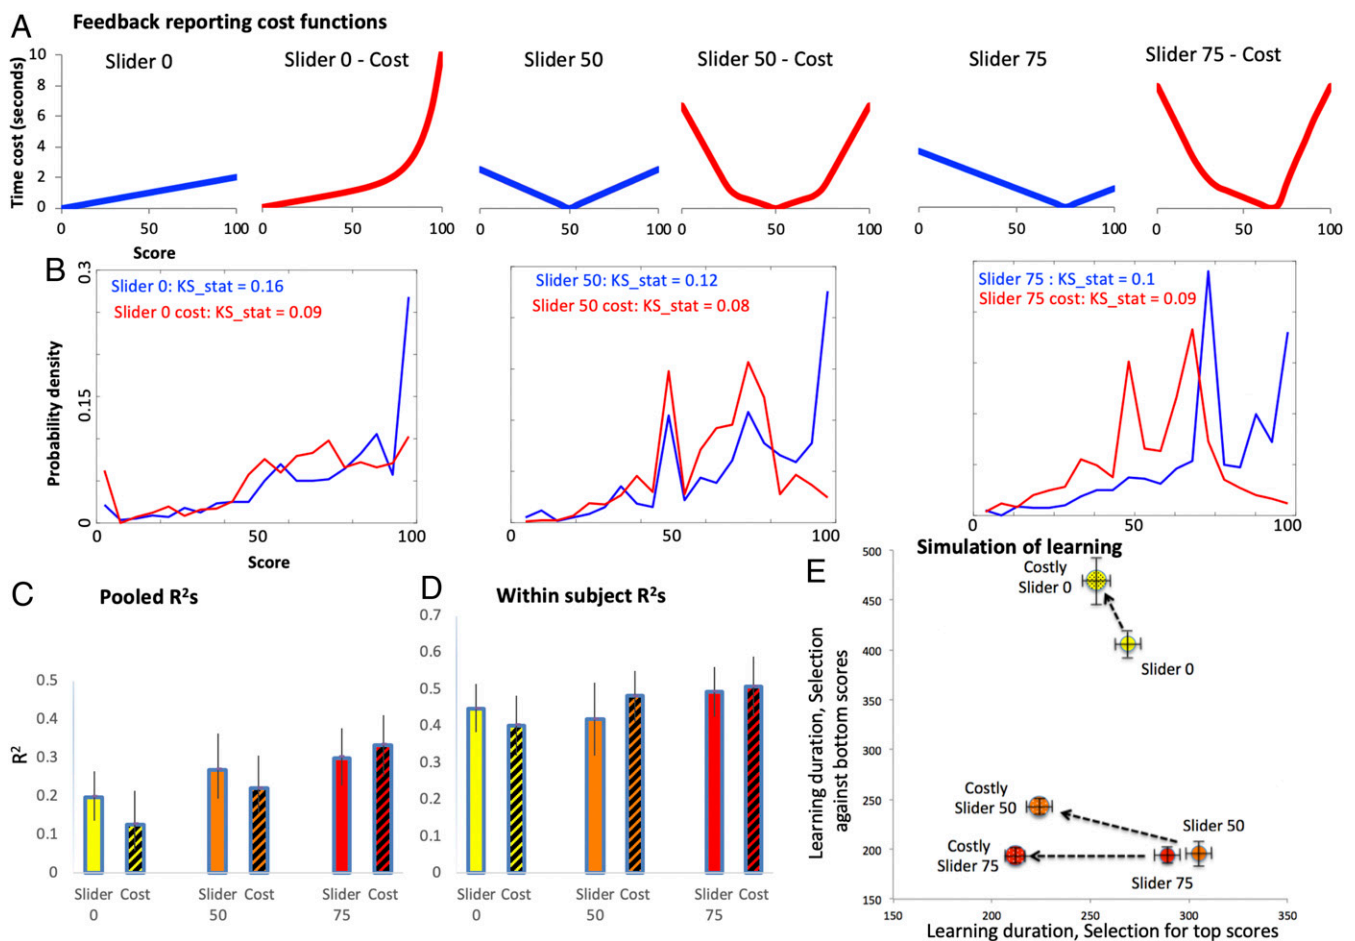 A Feedback reporting cost functions
Slider 0
Slider 0 - Cost
Slider 50
Slider 50 - Cost
Slider 75
Slider 75 - Cost
Time cost (seconds)
10
8
6
4
2
0
0 50 100
0 50 100
0 50 100
0 50 100
0 50 100
0 50 100
Score
B
Probability density
0.3
0.15
0
Slider 0: KS_stat = 0.16
Slider 0 cost: KS_stat = 0.09
0 50 100
Score
Slider 50: KS_stat = 0.12
Slider 50 cost: KS_stat = 0.08
0 50 100
Slider 75 : KS_stat = 0.1
Slider 75 cost: KS_stat = 0.09
0 50 100
C Pooled R²s
R²
0.5
0.4
0.3
0.2
0.1
0
Slider Cost Slider Cost Slider Cost
0 50 75
D Within subject R²s
0.7
0.6
0.5
0.4
0.3
0.2
0.1
0
Slider Cost Slider Cost Slider Cost
0 50 75
E Simulation of learning
Learning duration, Selection
against bottom scores
500
450
400
350
300
250
200
150
Costly
Slider 0
Slider 0
Costly
Slider 50
Slider 50
Costly
Slider 75
Slider 75
150 200 250 300 350
Learning duration, Selection for top scores